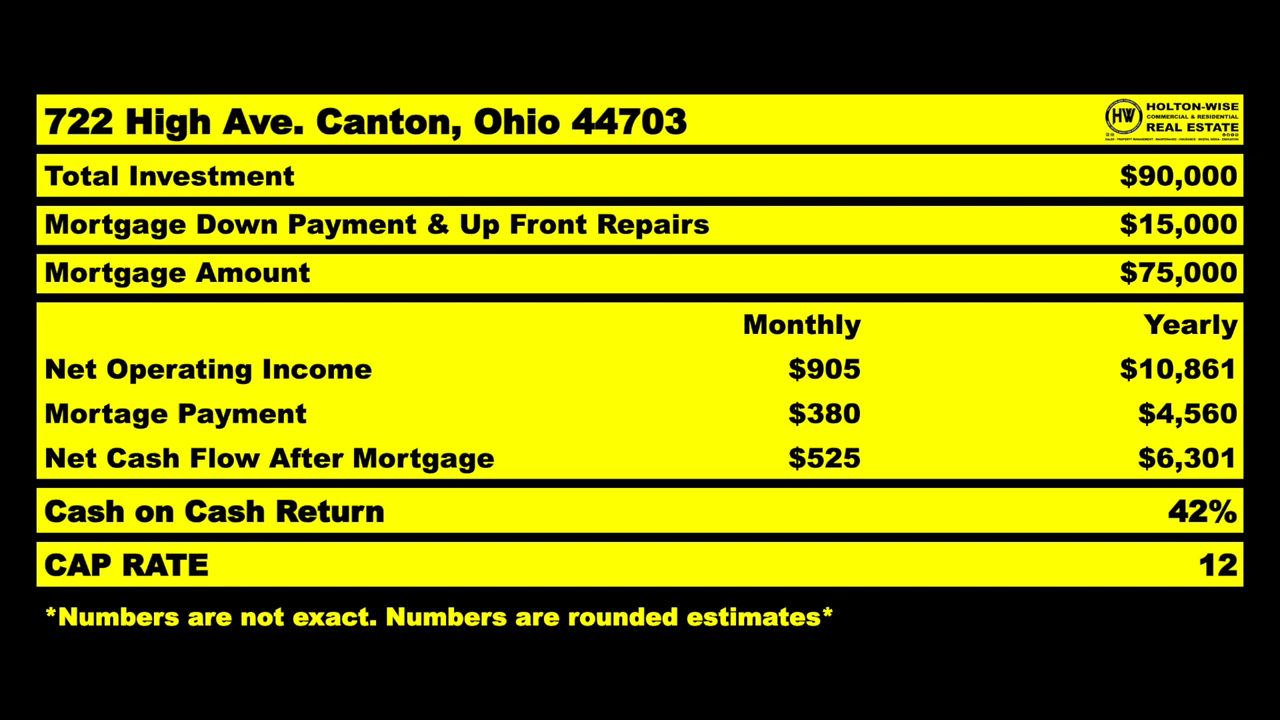 722 High Ave. Canton, Ohio 44703
HW
HOLTON-WISE
COMMERCIAL & RESIDENTIAL
REAL ESTATE
Total Investment $90,000
Mortgage Down Payment & Up Front Repairs $15,000
Mortgage Amount $75,000
Monthly Yearly
Net Operating Income $905 $10,861
Mortage Payment $380 $4,560
Net Cash Flow After Mortgage $525 $6,301
Cash on Cash Return 42%
CAP RATE 12
*Numbers are not exact. Numbers are rounded estimates*